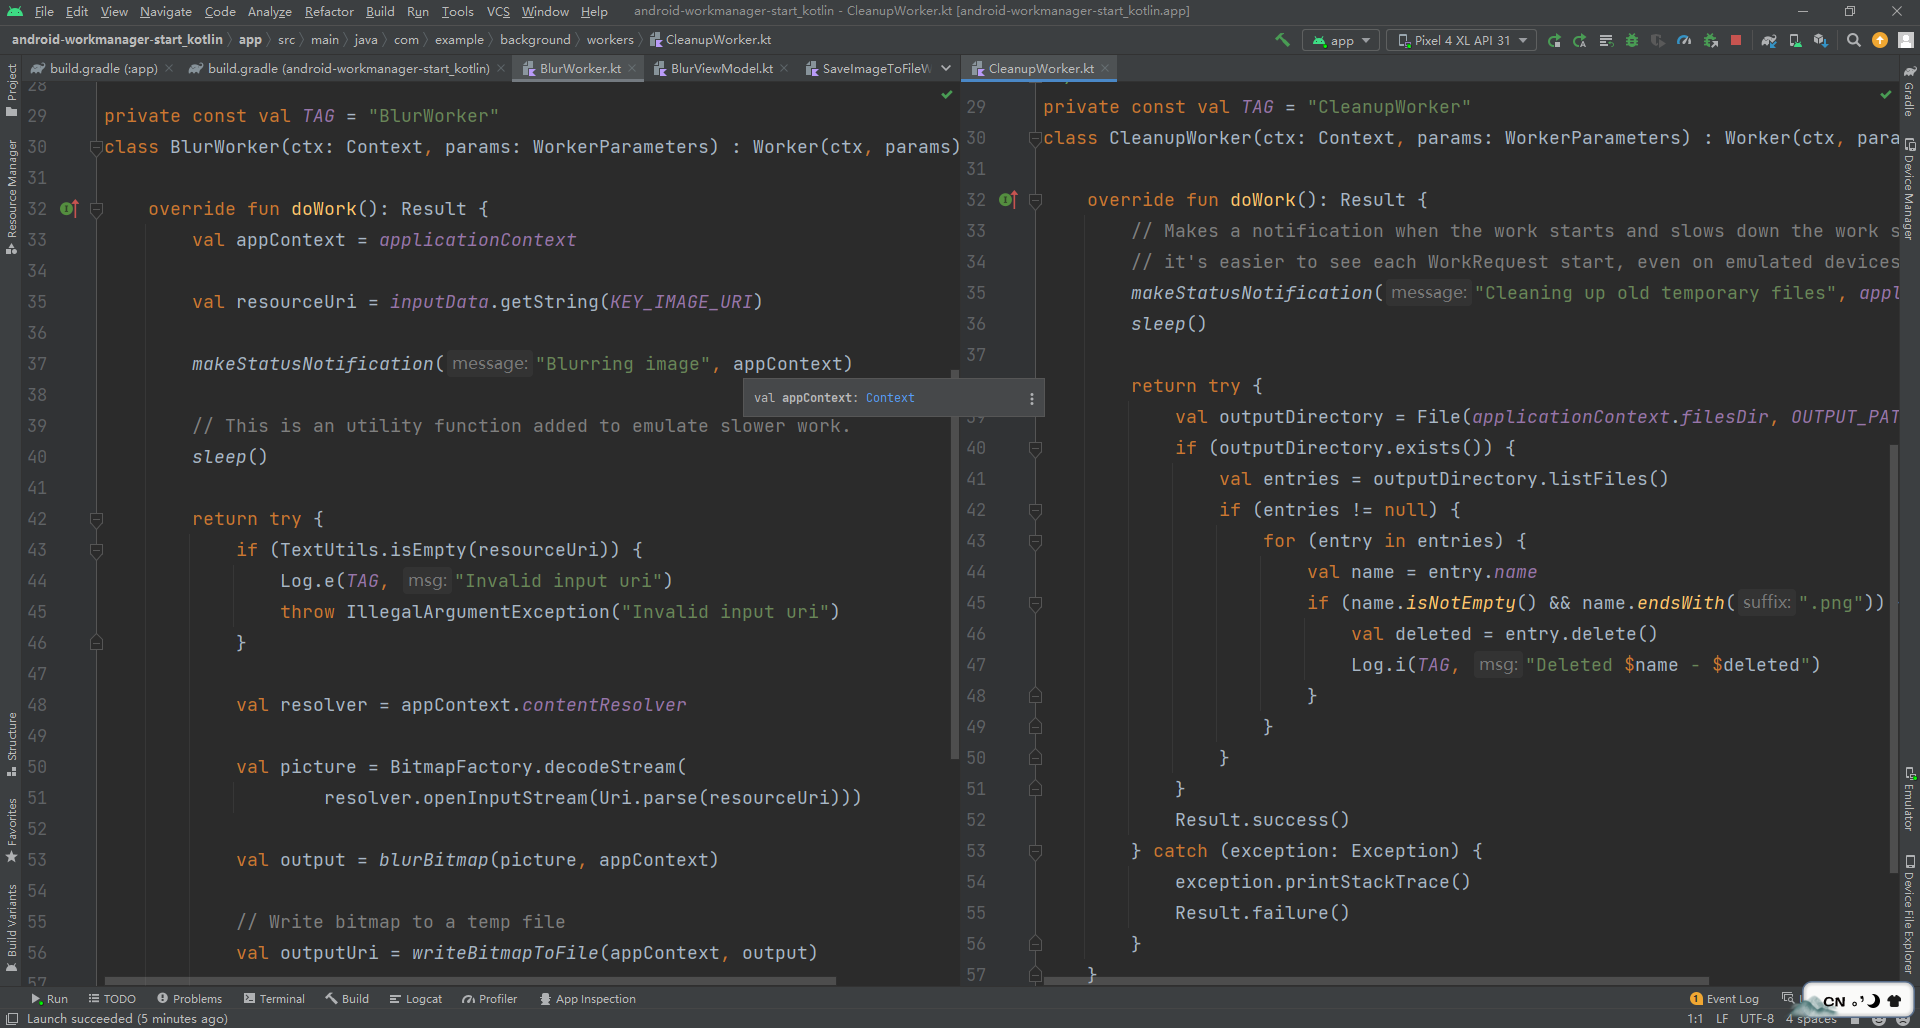 File Edit View Navigate Code Analyze Refactor Build Run Tools VCS Window Help android-workmanager-start_kotlin - CleanupWorker.kt [android-workmanager-start_kotlin.app]
android-workmanager-start_kotlin app src main java com example background workers CleanupWorker.kt app Pixel 4 XL API 31
build.gradle (:app) build.gradle (android-workmanager-start_kotlin) BlurWorker.kt BlurViewModel.kt SaveImageToFileW CleanupWorker.kt
Project
Resource Manager
Structure
Favorites
Build Variants
28
29 private const val TAG = "BlurWorker"
30 class BlurWorker(ctx: Context, params: WorkerParameters) : Worker(ctx, params)
31
32 override fun doWork(): Result {
33 val appContext = applicationContext
34
35 val resourceUri = inputData.getString(KEY_IMAGE_URI)
36
37 makeStatusNotification( message: "Blurring image", appContext)
38
val appContext: Context
39 // This is an utility function added to emulate slower work.
40 sleep()
41
42 return try {
43 if (TextUtils.isEmpty(resourceUri)) {
44 Log.e(TAG, msg: "Invalid input uri")
45 throw IllegalArgumentException("Invalid input uri")
46 }
47
48 val resolver = appContext.contentResolver
49
50 val picture = BitmapFactory.decodeStream(
51 resolver.openInputStream(Uri.parse(resourceUri)))
52
53 val output = blurBitmap(picture, appContext)
54
55 // Write bitmap to a temp file
56 val outputUri = writeBitmapToFile(appContext, output)
57
29 private const val TAG = "CleanupWorker"
30 class CleanupWorker(ctx: Context, params: WorkerParameters) : Worker(ctx, para
31
32 override fun doWork(): Result {
33 // Makes a notification when the work starts and slows down the work s
34 // it's easier to see each WorkRequest start, even on emulated devices
35 makeStatusNotification( message: "Cleaning up old temporary files", appl
36 sleep()
37
return try {
39 val outputDirectory = File(applicationContext.filesDir, OUTPUT_PAT
40 if (outputDirectory.exists()) {
41 val entries = outputDirectory.listFiles()
42 if (entries != null) {
43 for (entry in entries) {
44 val name = entry.name
45 if (name.isNotEmpty() && name.endsWith( suffix: ".png"))
46 val deleted = entry.delete()
47 Log.i(TAG, msg: "Deleted $name - $deleted")
48 }
49 }
50 }
51 }
52 Result.success()
53 } catch (exception: Exception) {
54 exception.printStackTrace()
55 Result.failure()
56 }
57 }
Gradle
Device Manager
Emulator
Device File Explorer
Run TODO Problems Terminal Build Logcat Profiler App Inspection 1 Event Log CN
Launch succeeded (5 minutes ago) 1:1 LF UTF-8 4 spaces